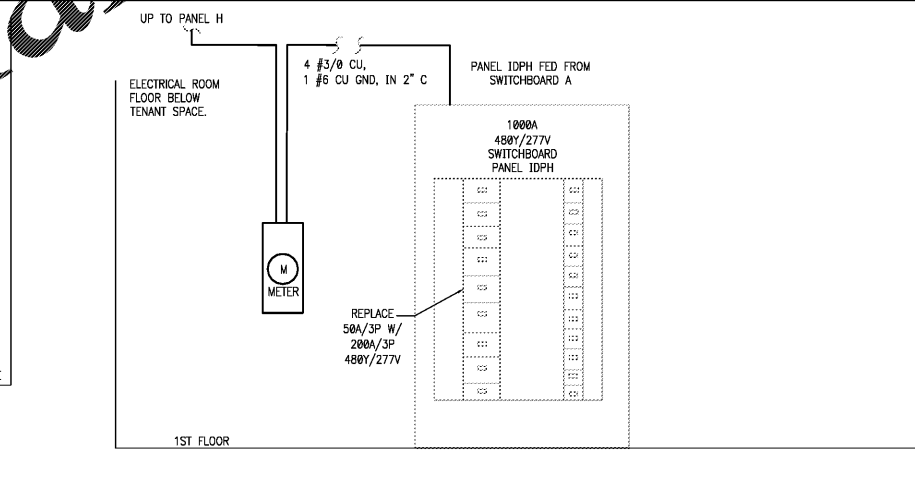 UP TO PANEL H
4 #3/0 CU,
1 #6 CU GND, IN 2" C
PANEL IDPH FED FROM
SWITCHBOARD A
ELECTRICAL ROOM
FLOOR BELOW
TENANT SPACE.
1000A
480Y/277V
SWITCHBOARD
PANEL IDPH
M
METER
REPLACE
50A/3P W/
200A/3P
480Y/277V
1ST FLOOR